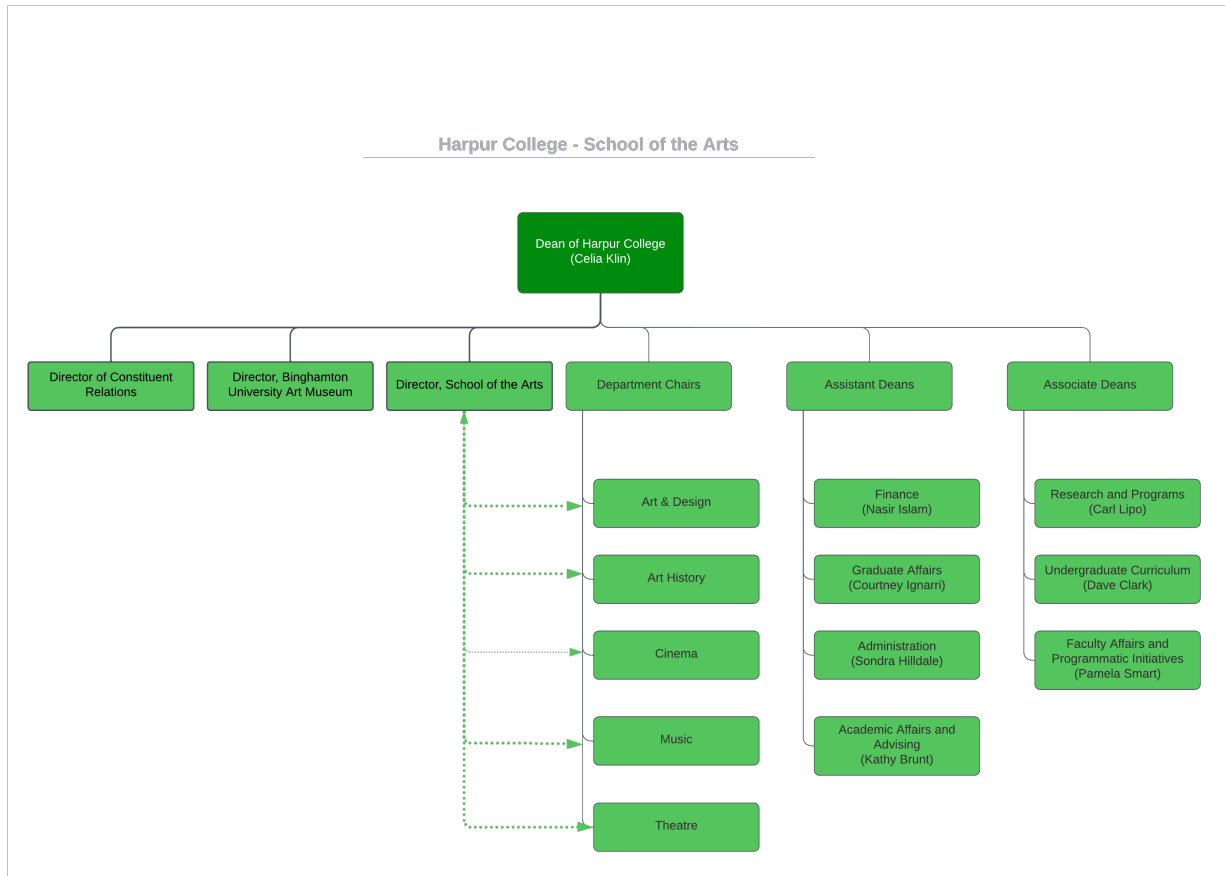 Harpur College - School of the Arts
Dean of Harpur College
(Celia Klin)
Director of Constituent
Relations
Director, Binghamton
University Art Museum
Director, School of the Arts
Department Chairs
Assistant Deans
Associate Deans
Art & Design
Art History
Cinema
Music
Theatre
Finance
(Nasir Islam)
Graduate Affairs
(Courtney Ignarri)
Administration
(Sondra Hilldale)
Academic Affairs and
Advising
(Kathy Brunt)
Research and Programs
(Carl Lipo)
Undergraduate Curriculum
(Dave Clark)
Faculty Affairs and
Programmatic Initiatives
(Pamela Smart)